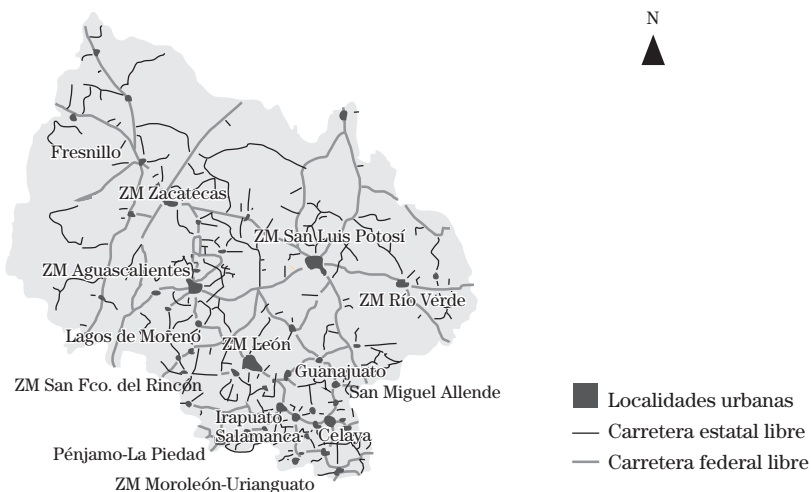 N
Fresnillo
ZM Zacatecas
ZM San Luis Potosí
ZM Aguascalientes
ZM Río Verde
Lagos de Moreno
ZM León
ZM San Fco. del Rincón
Guanajuato
San Miguel Allende
Irapuato
Salamanca
Celaya
Pénjamo-La Piedad
ZM Moroleón-Urianguato
Localidades urbanas
Carretera estatal libre
Carretera federal libre